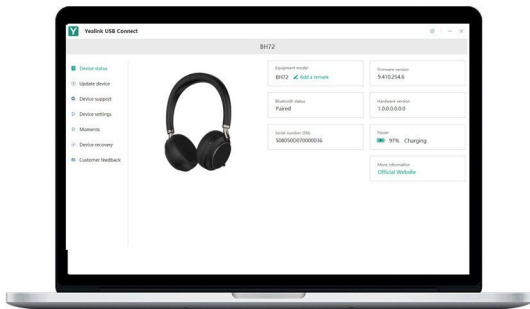 Yealink USB Connect
BH72
Device status
Update device
Device support
Device settings
Moments
Device recovery
Customer feedback
Equipment model
BH72 Add a remark
Firmware version
9.410.254.6
Bluetooth status
Paired
Hardware version
1.0.0.0.0.0
Serial number (SN)
508050D070000036
Power
97% Charging
More information
Official Website